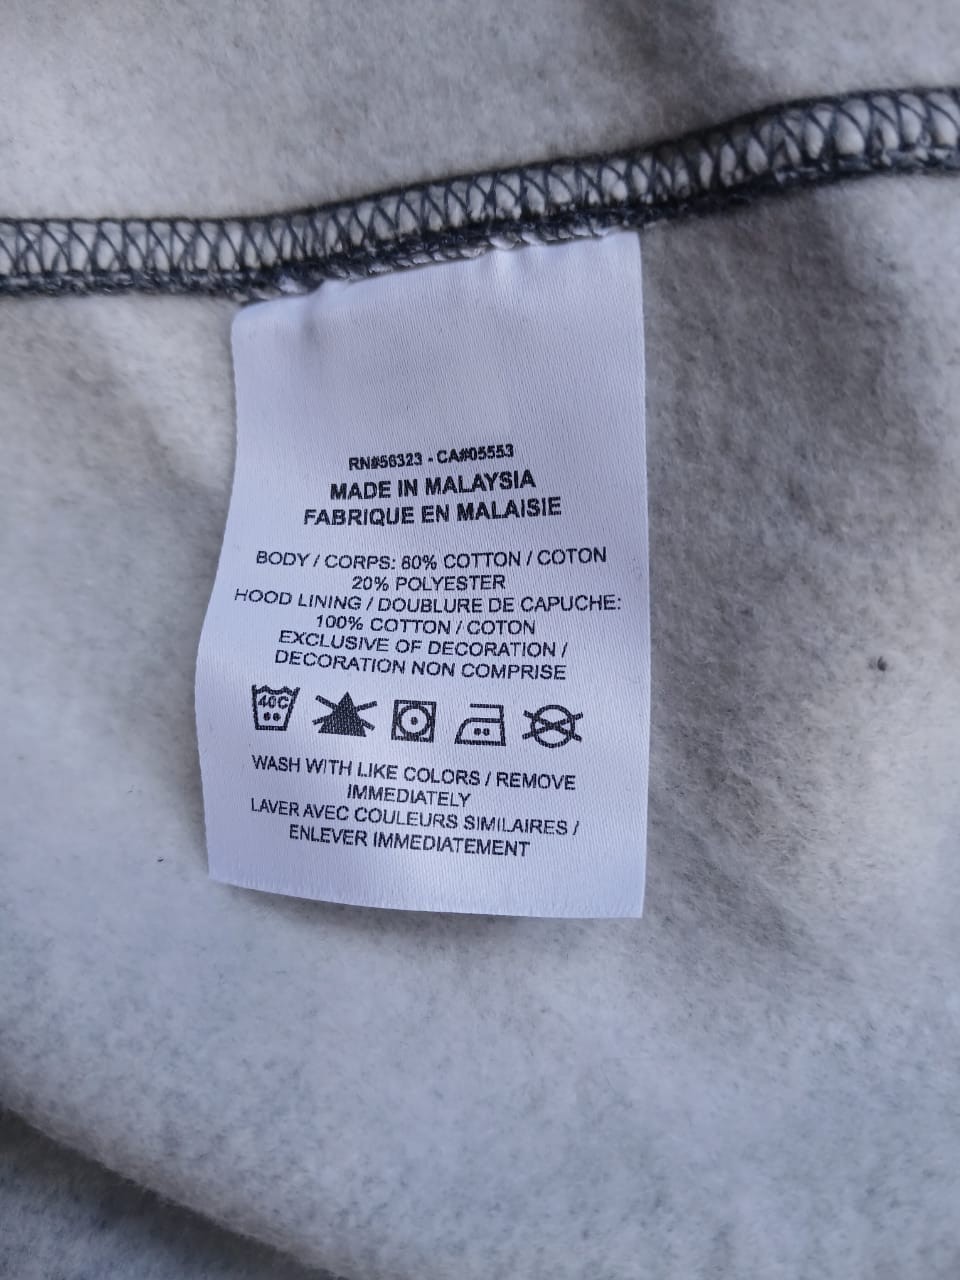 RN#56323 - CA#05553
MADE IN MALAYSIA
FABRIQUE EN MALAISIE
BODY / CORPS: 80% COTTON / COTON
20% POLYESTER
HOOD LINING / DOUBLURE DE CAPUCHE:
100% COTTON / COTON
EXCLUSIVE OF DECORATION /
DECORATION NON COMPRISE
40C
WASH WITH LIKE COLORS / REMOVE
IMMEDIATELY
LAVER AVEC COULEURS SIMILAIRES /
ENLEVER IMMEDIATEMENT